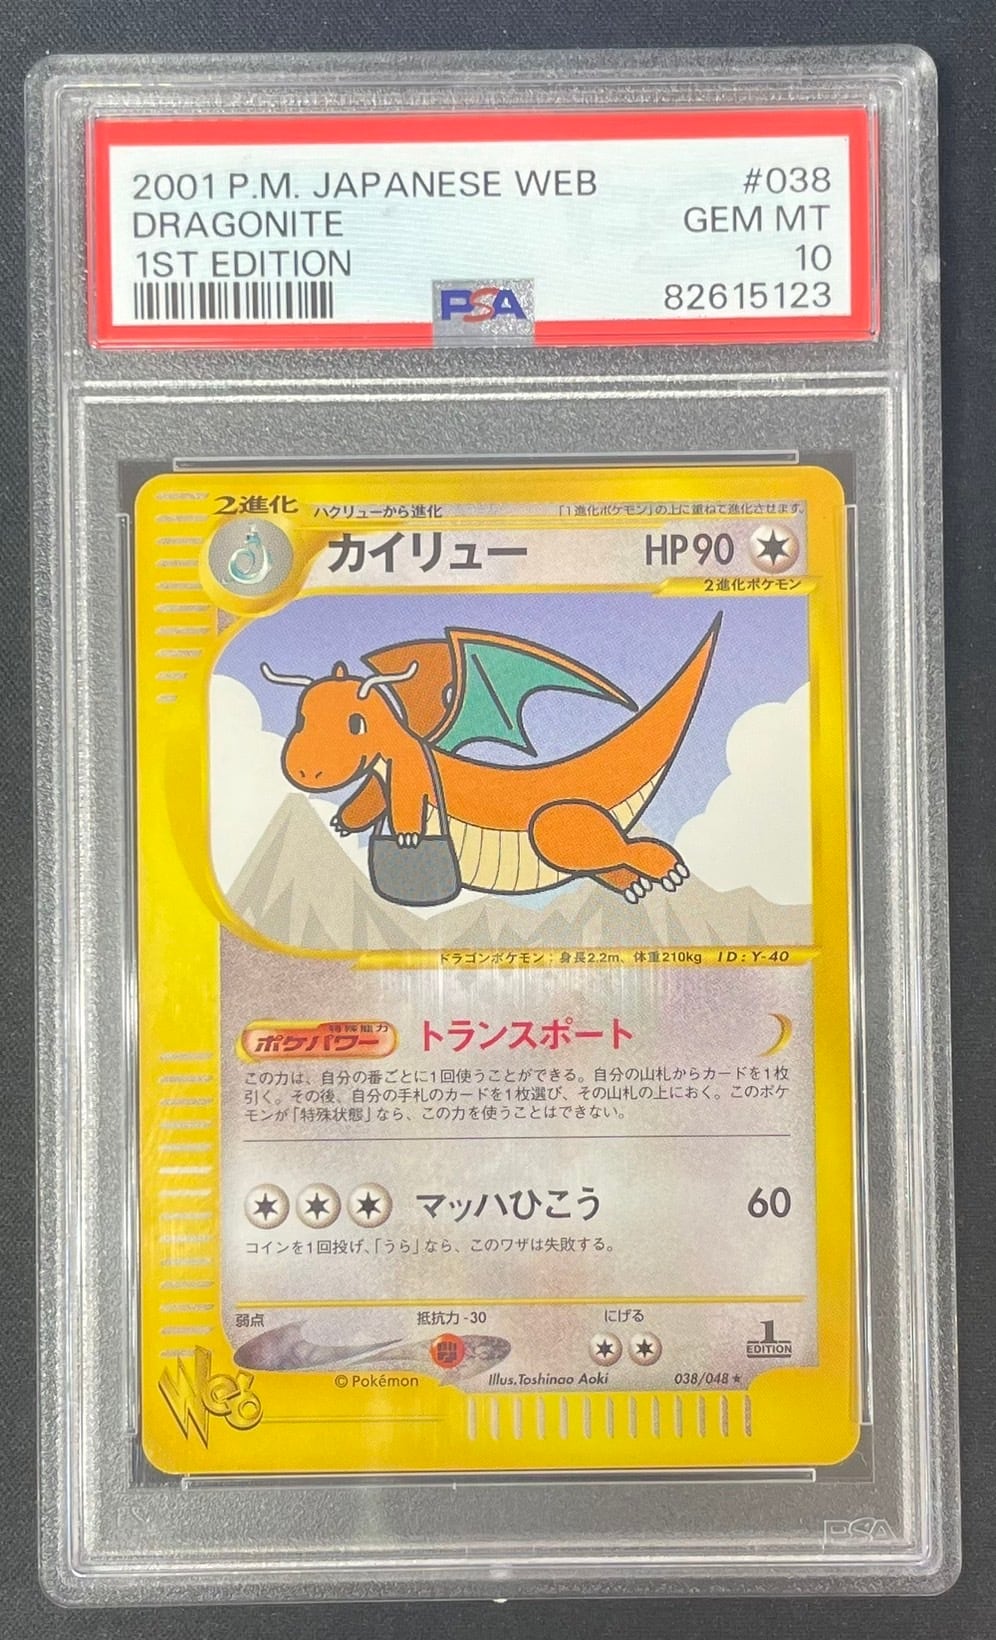 2001 P.M. JAPANESE WEB #038
DRAGONITE GEM MT
1ST EDITION 10
PSA 82615123
2進化 ハクリューから進化 「1進化ポケモン」の上に重ねて進化させます。
カイリュー HP90
2進化ポケモン
ドラゴンポケモン：身長2.2m、体重210kg ID：Y-40
特殊能力
ポケパワー トランスポート
この力は、自分の番ごとに1回使うことができる。自分の山札からカードを1枚
引く。その後、自分の手札のカードを1枚選び、その山札の上におく。このポケ
モンが「特殊状態」なら、この力を使うことはできない。
マッハひこう 60
コインを1回投げ、「うら」なら、このワザは失敗する。
弱点 抵抗力 -30 にげる
1
EDITION
©Pokémon Illus.Toshinao Aoki 038/048★
Web
PSA